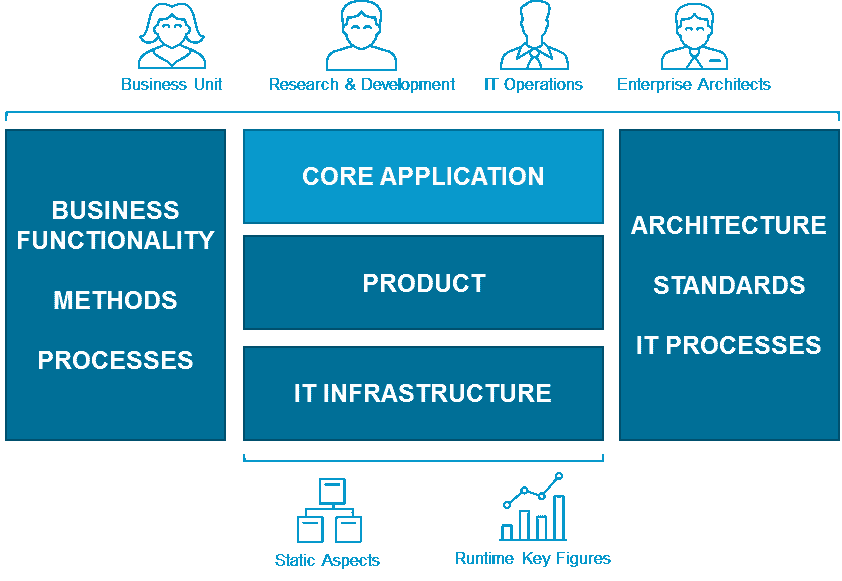 Business Unit
Research & Development
IT Operations
Enterprise Architects
BUSINESS
FUNCTIONALITY
METHODS
PROCESSES
CORE APPLICATION
PRODUCT
IT INFRASTRUCTURE
ARCHITECTURE
STANDARDS
IT PROCESSES
Static Aspects
Runtime Key Figures